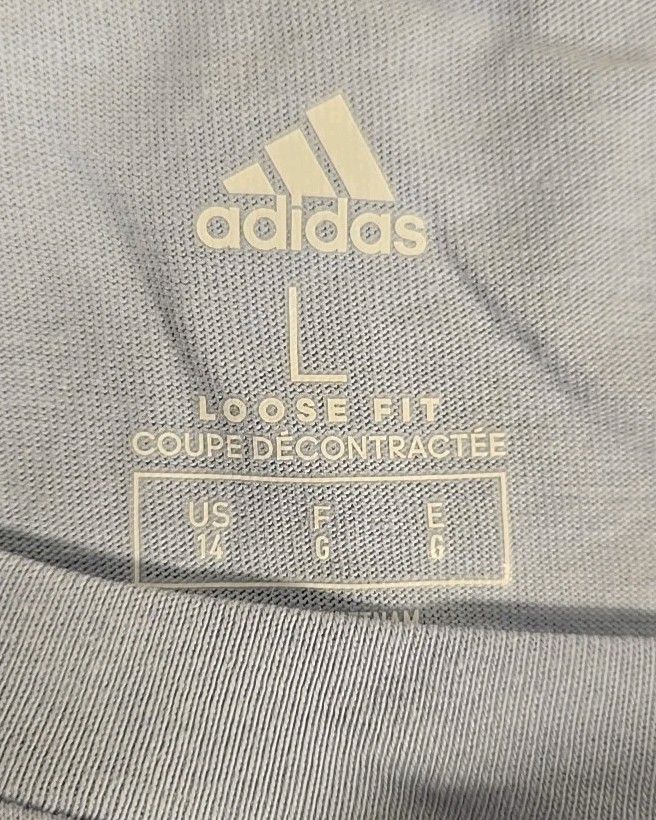 adidas
L
LOOSE FIT
COUPE DÉCONTRACTÉE
US F E
14 G G